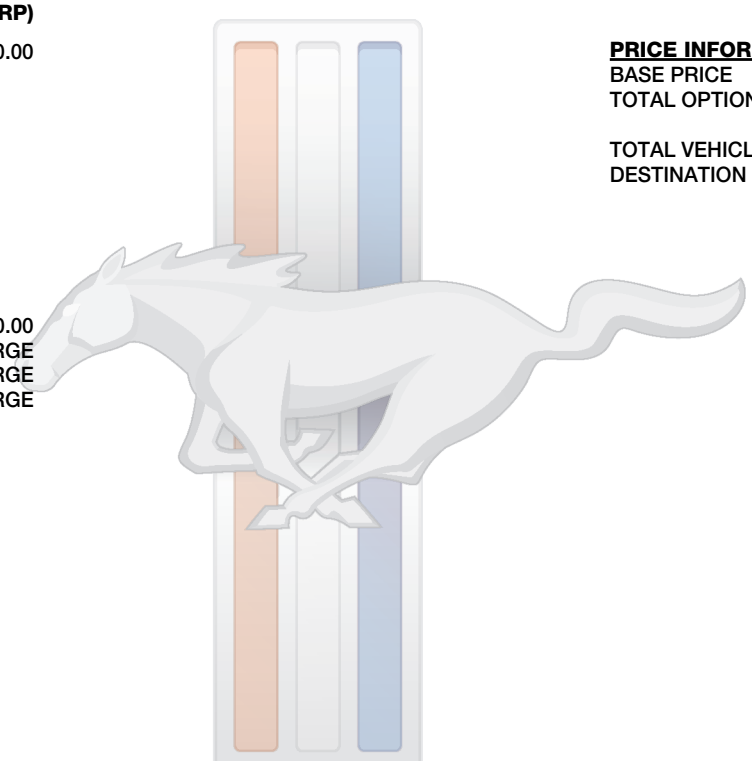 RP)
0.00
0.00
RGE
RGE
RGE
PRICE INFOR
BASE PRICE
TOTAL OPTION
TOTAL VEHICL
DESTINATION